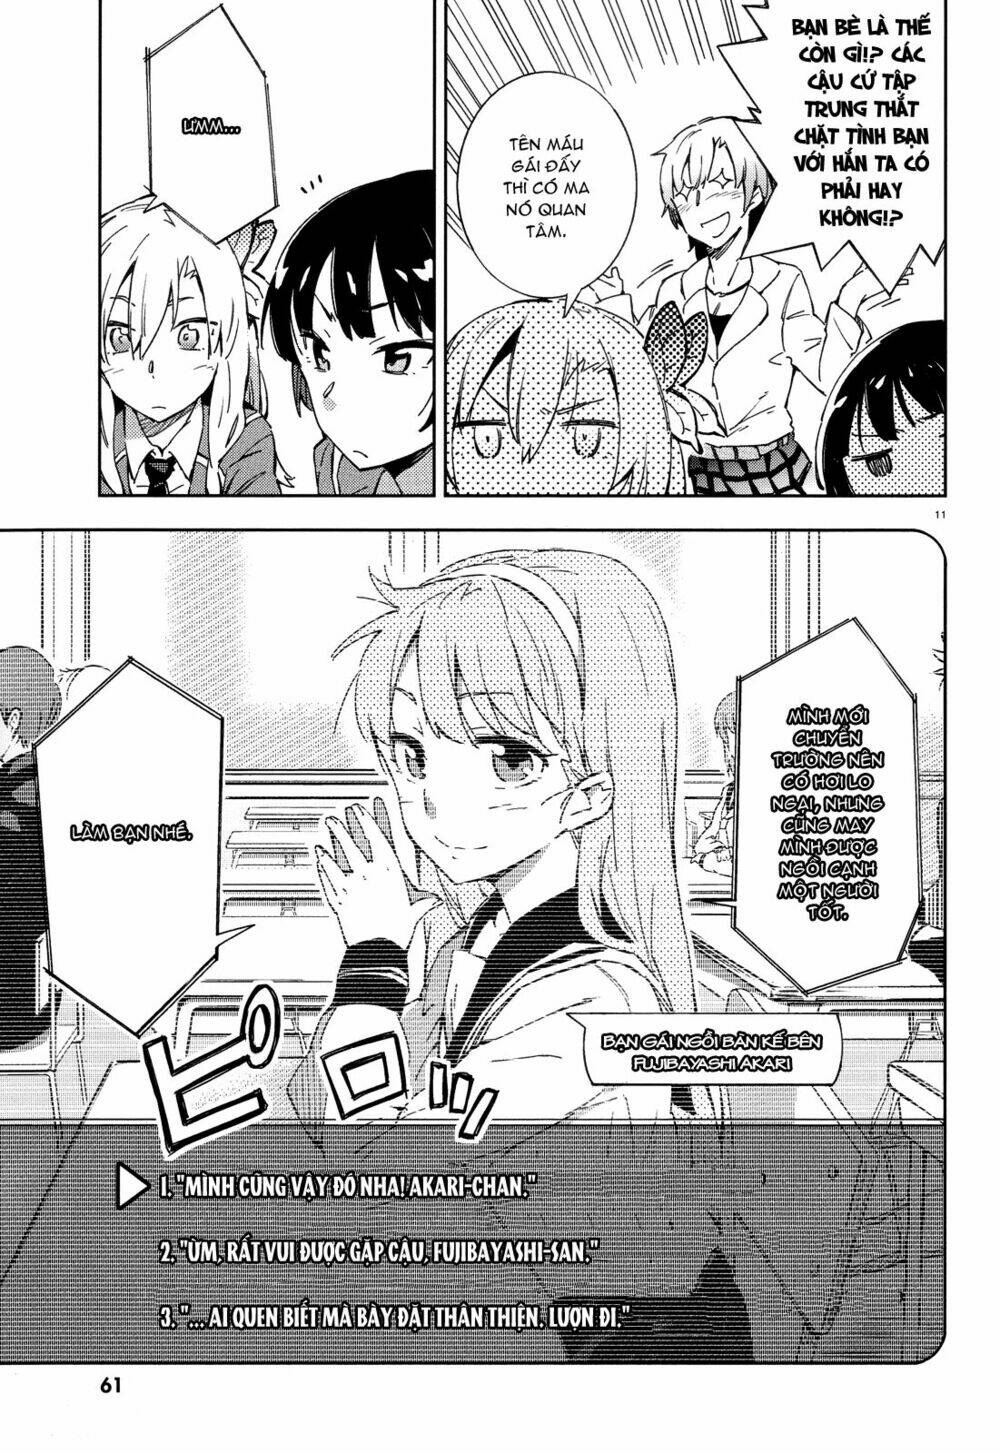 BẠN BÈ LÀ THẾ
CÒN GÌ!? CÁC
CẬU CỨ TẬP
TRUNG THẮT
CHẶT TÌNH BẠN
VỚI HẮN TA CÓ
PHẢI HAY
KHÔNG!?
TÊN MÁU
GÁI ĐẤY
THÌ CÓ MA
NÓ QUAN
TÂM.
ƯMM....
11
MÌNH MỚI
CHUYỂN
TRƯỜNG NÊN
CÓ HƠI LO
NGẠI, NHƯNG
CŨNG MAY
MÌNH ĐƯỢC
NGỒI CẠNH
MỘT NGƯỜI
TỐT.
LÀM BẠN NHÉ.
BẠN GÁI NGỒI BÀN KẾ BÊN
FUJIBAYASHI AKARI
ピロッ
1. "MÌNH CŨNG VẬY ĐÓ NHA! AKARI-CHAN."
2. "ỪM, RẤT VUI ĐƯỢC GẶP CẬU, FUJIBAYASHI-SAN."
3. "... AI QUEN BIẾT MÀ BÀY ĐẶT THÂN THIỆN. LƯỢN ĐI."
61